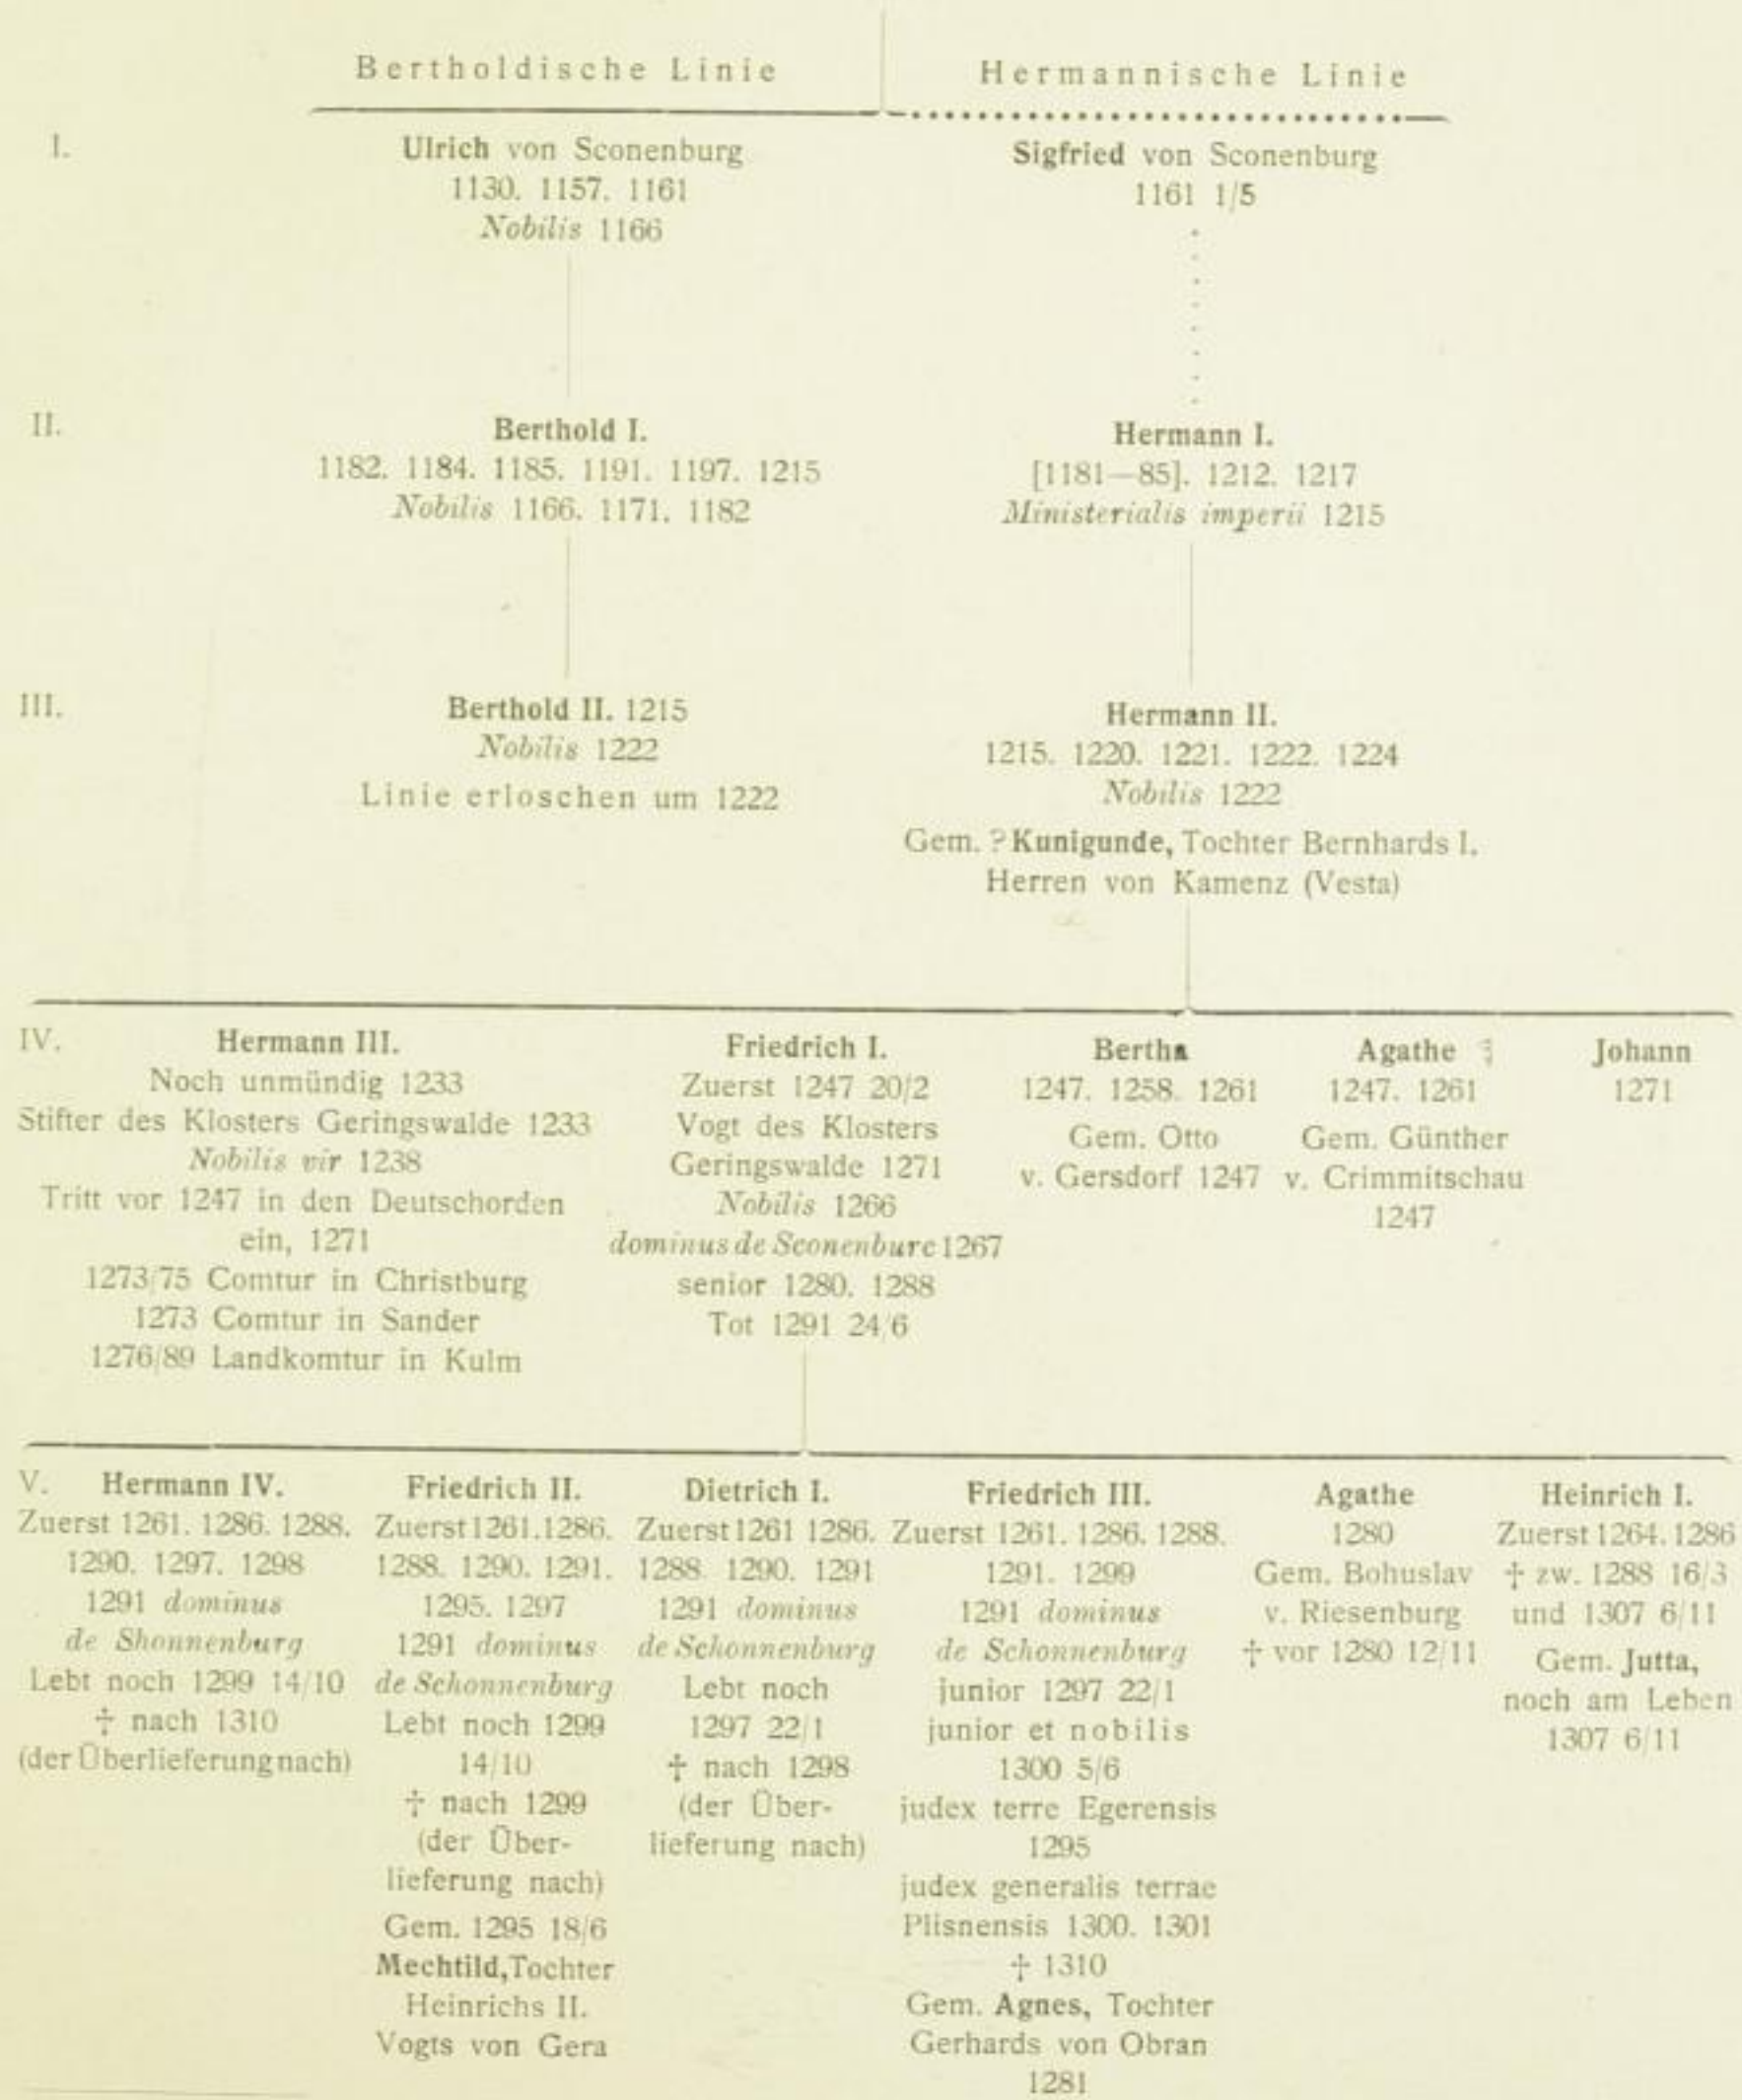 Bertholdische Linie
Hermannische Linie
I.
Ulrich von Sconenburg
1130. 1157. 1161
Nobilis 1166
Sigfried von Sconenburg
1161 1/5
II.
Berthold I.
1182. 1184. 1185. 1191. 1197. 1215
Nobilis 1166. 1171. 1182
Hermann I.
[1181—85]. 1212. 1217
Ministerialis imperii 1215
III.
Berthold II. 1215
Nobilis 1222
Linie erloschen um 1222
Hermann II.
1215. 1220. 1221. 1222. 1224
Nobilis 1222
Gem. ? Kunigunde, Tochter Bernhards I.
Herren von Kamenz (Vesta)
IV.
Hermann III.
Noch unmündig 1233
Stifter des Klosters Geringswalde 1233
Nobilis vir 1238
Tritt vor 1247 in den Deutschorden
ein, 1271
1273/75 Comtur in Christburg
1273 Comtur in Sander
1276/89 Landkomtur in Kulm
Friedrich I.
Zuerst 1247 20/2
Vogt des Klosters
Geringswalde 1271
Nobilis 1266
dominus de Sconenburc 1267
senior 1280. 1288
Tot 1291 24/6
Bertha
1247. 1258. 1261
Gem. Otto
v. Gersdorf 1247
Agathe
1247. 1261
Gem. Günther
v. Crimmitschau
1247
Johann
1271
V.
Hermann IV.
Zuerst 1261. 1286. 1288.
1290. 1297. 1298
1291 dominus
de Shonnenburg
Lebt noch 1299 14/10
† nach 1310
(der Überlieferung nach)
Friedrich II.
Zuerst 1261. 1286.
1288. 1290. 1291.
1295. 1297
1291 dominus
de Schonnenburg
Lebt noch 1299
14/10
† nach 1299
(der Über-
lieferung nach)
Gem. 1295 18/6
Mechtild, Tochter
Heinrichs II.
Vogts von Gera
Dietrich I.
Zuerst 1261 1286.
1288. 1290. 1291
1291 dominus
de Schonnenburg
Lebt noch
1297 22/1
† nach 1298
(der Über-
lieferung nach)
Friedrich III.
Zuerst 1261. 1286. 1288.
1291. 1299
1291 dominus
de Schonnenburg
junior 1297 22/1
junior et nobilis
1300 5/6
judex terre Egerensis
1295
judex generalis terrae
Plisnensis 1300. 1301
† 1310
Gem. Agnes, Tochter
Gerhards von Obran
1281
Agathe
1280
Gem. Bohuslav
v. Riesenburg
† vor 1280 12/11
Heinrich I.
Zuerst 1264. 1286
† zw. 1288 16/3
und 1307 6/11
Gem. Jutta,
noch am Leben
1307 6/11